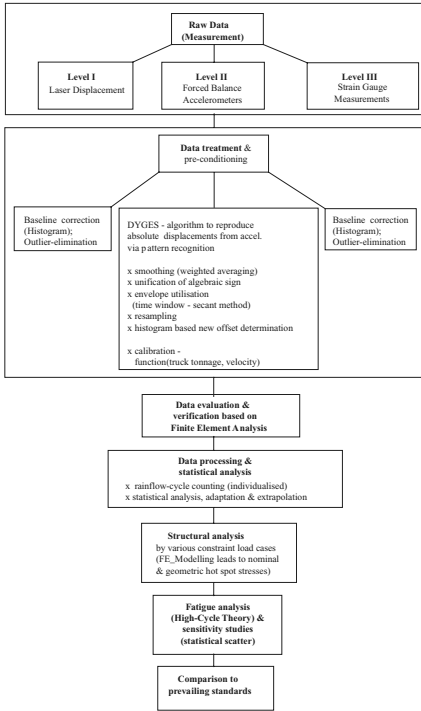 Raw Data
(Measurement)
Level I
Laser Displacement
Level II
Forced Balance
Accelerometers
Level III
Strain Gauge
Measurements
Data treatment &
pre-conditioning
Baseline correction
(Histogram);
Outlier-elimination
DYGES - algorithm to reproduce
absolute displacements from accel.
via pattern recognition
x smoothing (weighted averaging)
x unification of algebraic sign
x envelope utilisation
(time window - secant method)
x resampling
x histogram based new offset determination
x calibration -
function(truck tonnage, velocity)
Baseline correction
(Histogram);
Outlier-elimination
Data evaluation &
verification based on
Finite Element Analysis
Data processing &
statistical analysis
x rainflow-cycle counting (individualised)
x statistical analysis, adaptation & extrapolation
Structural analysis
by various constraint load cases
(FE_Modelling leads to nominal
& geometric hot spot stresses)
Fatigue analysis
(High-Cycle Theory) &
sensitivity studies
(statistical scatter)
Comparison to
prevailing standards